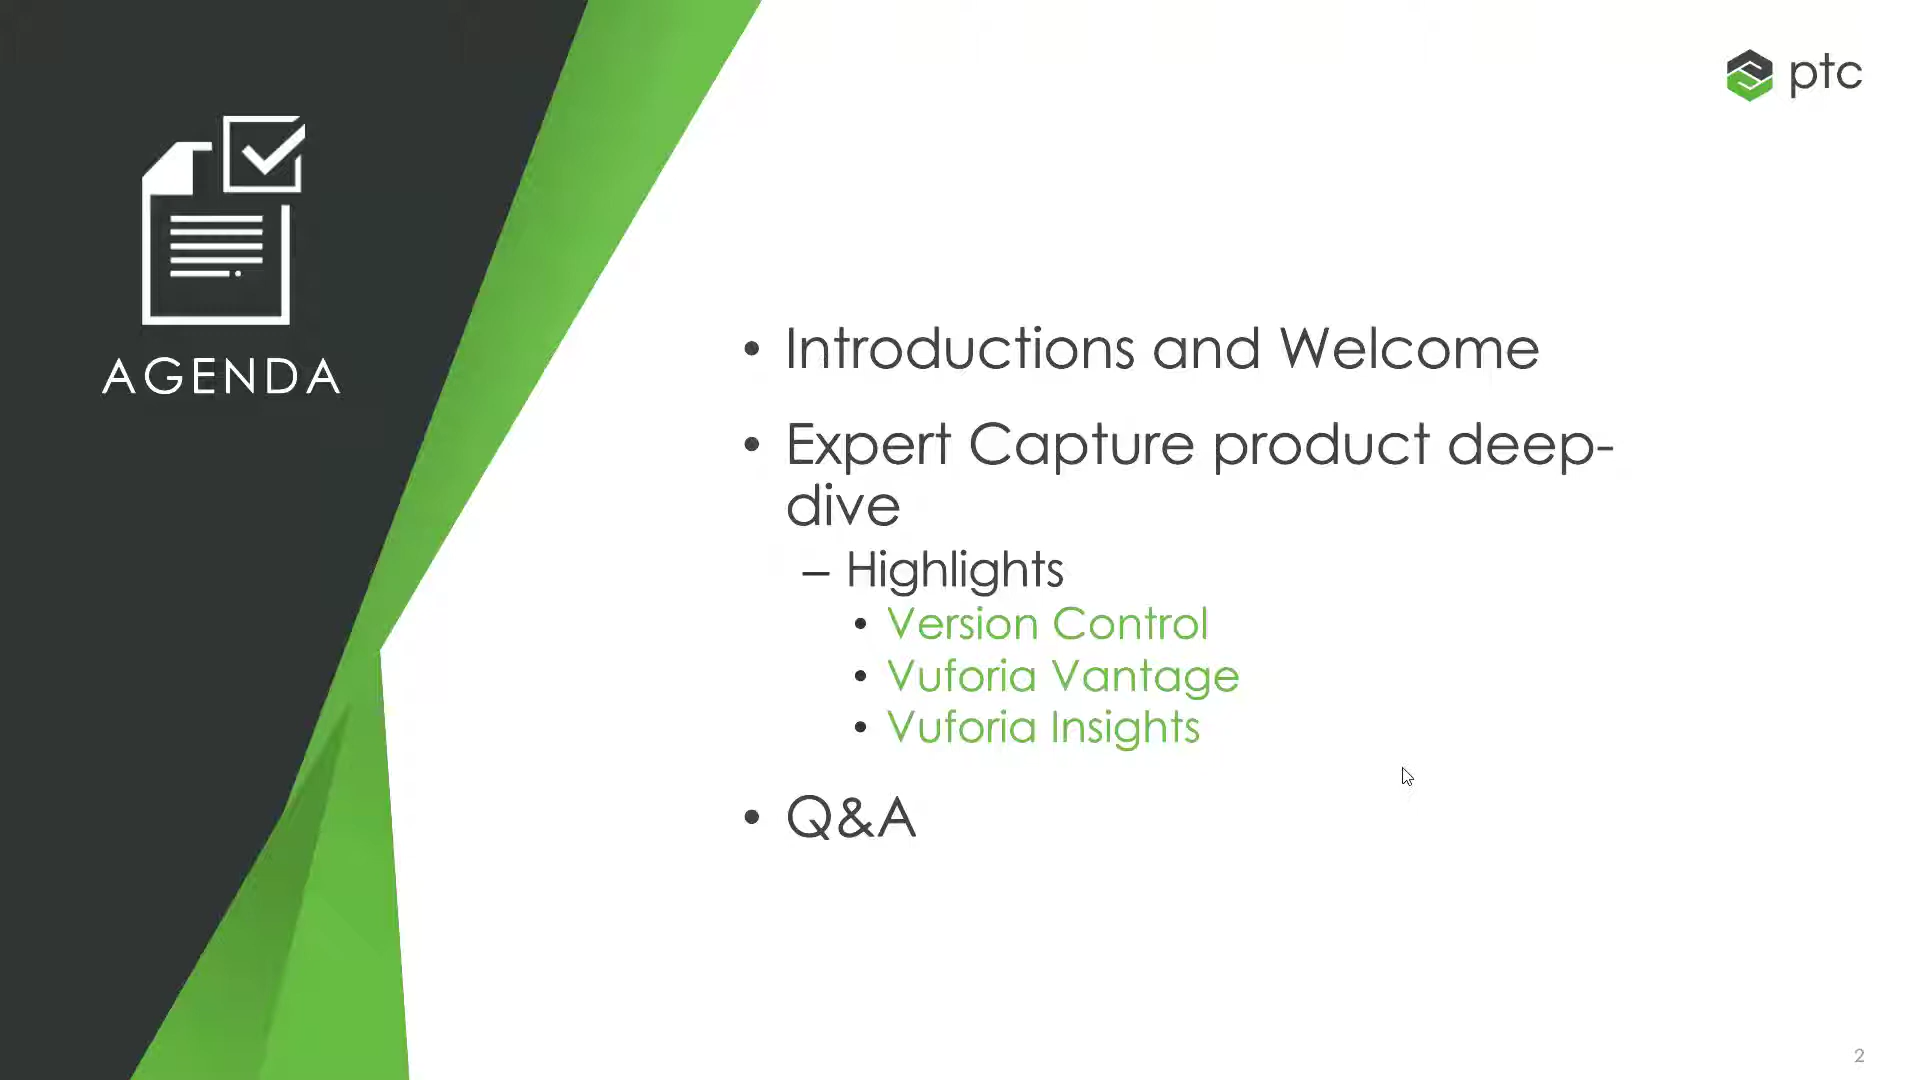 ptc
AGENDA
• Introductions and Welcome
• Expert Capture product deep-
dive
– Highlights
• Version Control
• Vuforia Vantage
• Vuforia Insights
• Q&A
2